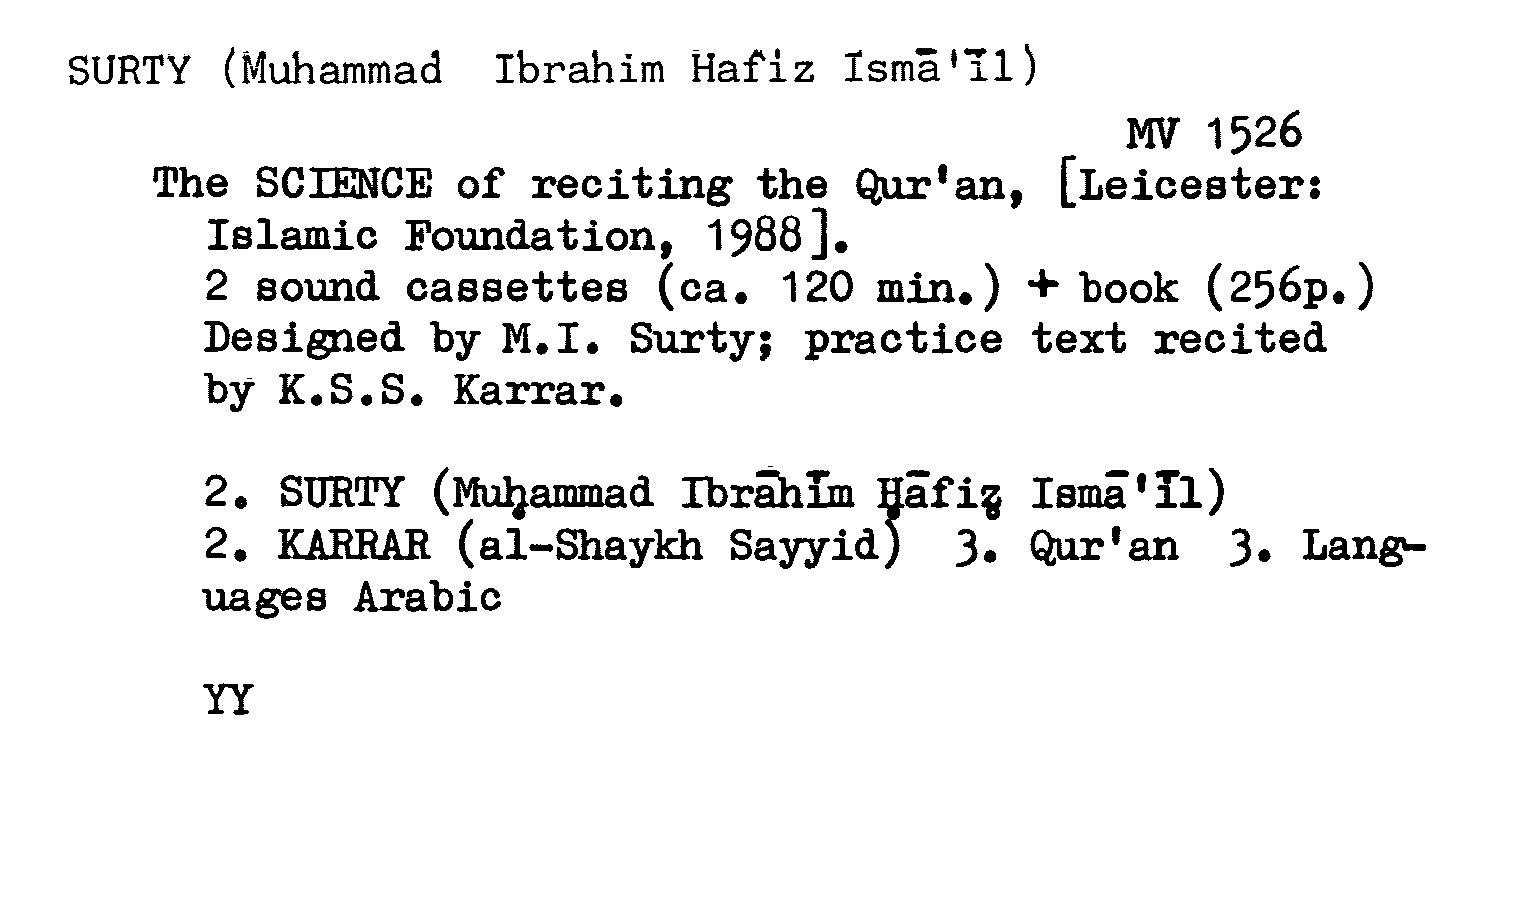 SURTY (Muhammad Ibrahim Hafiz Ismā'īl)
MV 1526
The SCIENCE of reciting the Qur'an, [Leicester:
Islamic Foundation, 1988].
2 sound cassettes (ca. 120 min.) + book (256p.)
Designed by M.I. Surty; practice text recited
by K.S.S. Karrar.
2. SURTY (Muḥammad Ibrāhīm Ḥāfiẓ Ismā'īl)
2. KARRAR (al-Shaykh Sayyid) 3. Qur'an 3. Lang-
uages Arabic
YY